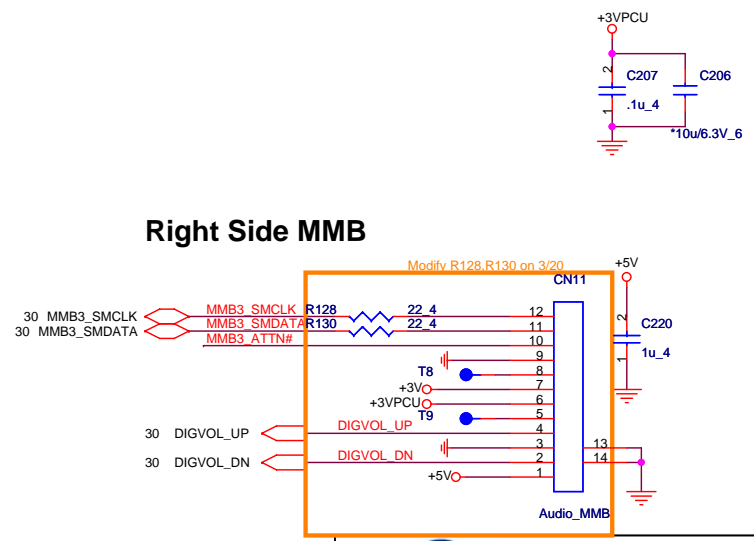 +3VPCU
2
C207
C206
.1u_4
1
*10u/6.3V_6
Right Side MMB
Modify R128,R130 on 3/20
+5V
CN11
30 MMB3_SMCLK
MMB3_SMCLK
R128
22_4
12
30 MMB3_SMDATA
MMB3_SMDATA
R130
22_4
11
MMB3_ATTN#
10
2
C220
1u_4
1
9
T8
8
+3V
7
+3VPCU
6
T9
5
30 DIGVOL_UP
DIGVOL_UP
4
3
13
30 DIGVOL_DN
DIGVOL_DN
2
14
+5V
1
Audio_MMB